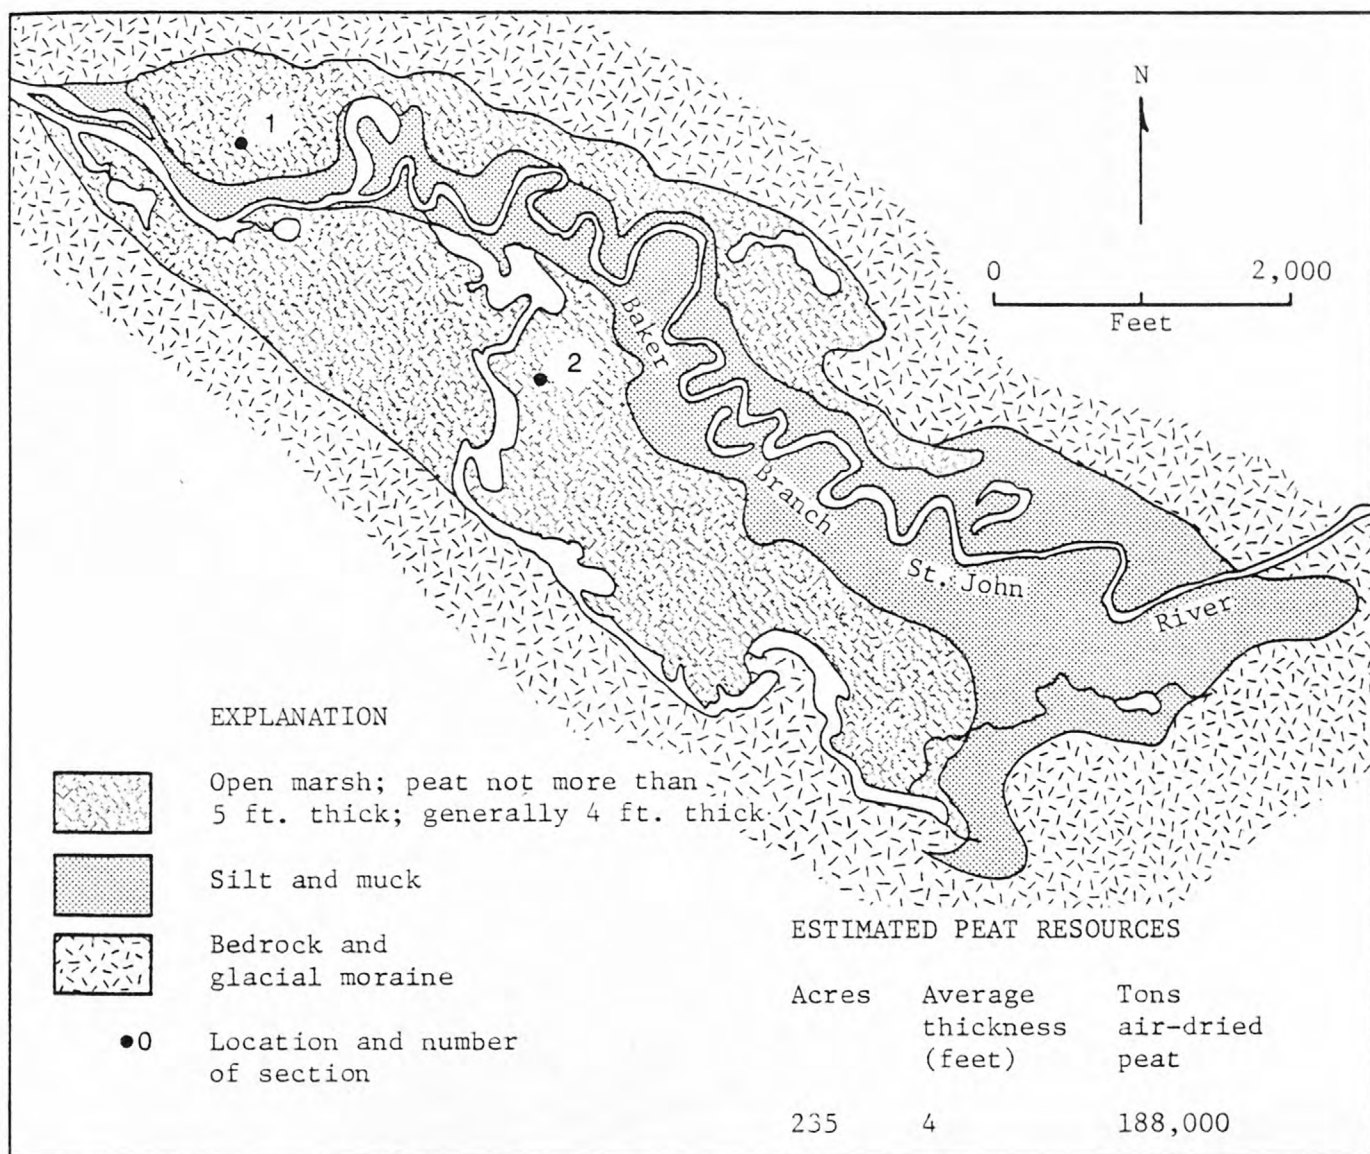 1
N
0 2,000
Feet
2
Baker
Branch
St. John
River
EXPLANATION
Open marsh; peat not more than
5 ft. thick; generally 4 ft. thick
Silt and muck
Bedrock and
glacial moraine
•0 Location and number
of section
ESTIMATED PEAT RESOURCES
Acres Average Tons
thickness air-dried
(feet) peat
235 4 188,000